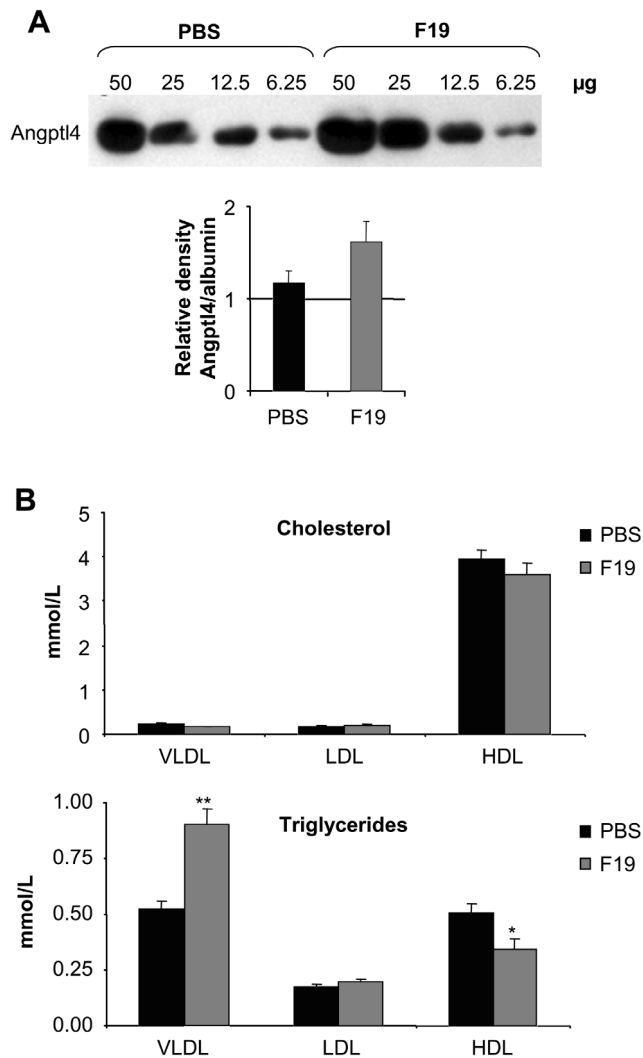 A
PBS F19
50 25 12.5 6.25 50 25 12.5 6.25 µg
Angptl4
Relative density
Angptl4/albumin
2
1
0
PBS F19
B
Cholesterol
PBS
F19
mmol/L
5
4
3
2
1
0
VLDL LDL HDL
Triglycerides
PBS
F19
mmol/L
1.00
0.75
0.50
0.25
0.00
**
*
VLDL LDL HDL